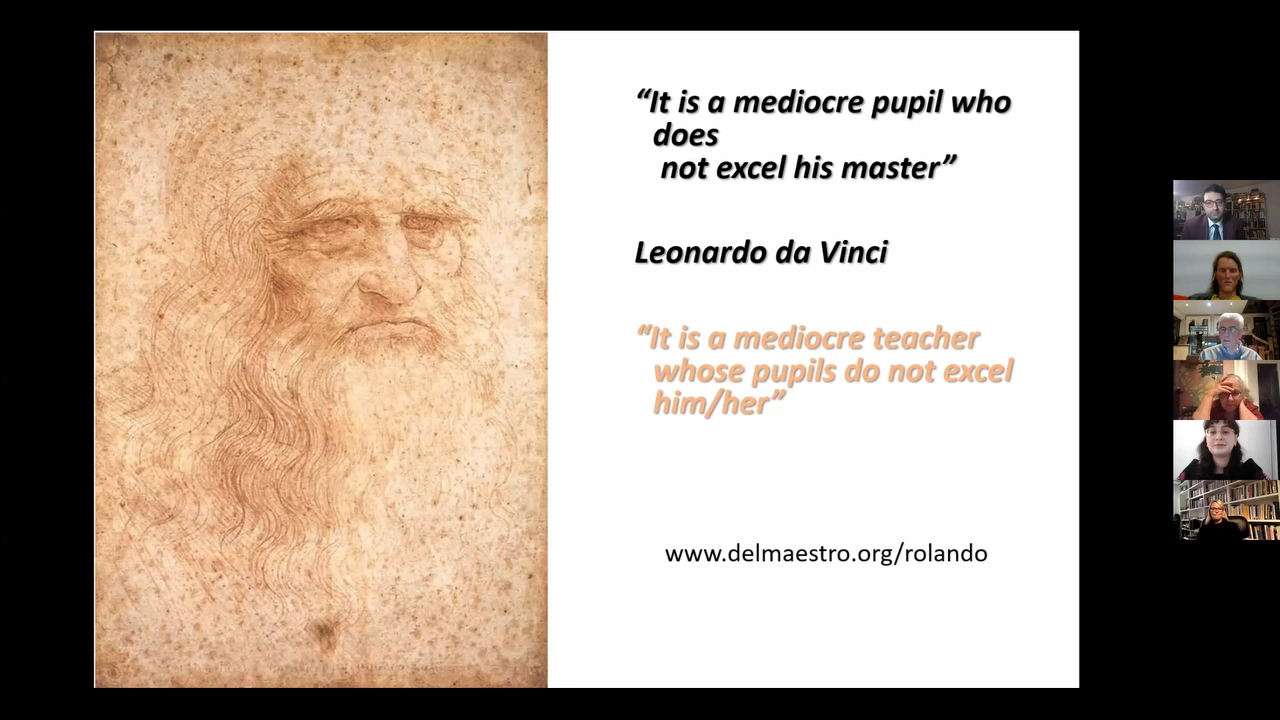 “It is a mediocre pupil who
does
not excel his master”
Leonardo da Vinci
“It is a mediocre teacher
whose pupils do not excel
him/her”
www.delmaestro.org/rolando